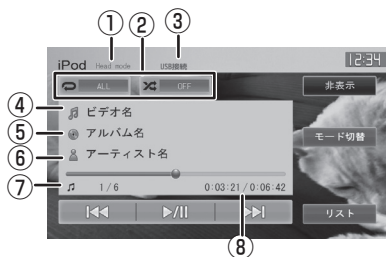 ① ② ③
iPod Head mode USB接続 12:34
ALL OFF 非表示
④ ビデオ名
⑤ アルバム名 モード切替
⑥ アーティスト名
⑦ 1/6 0:03:21/0:06:42
リスト
⑧